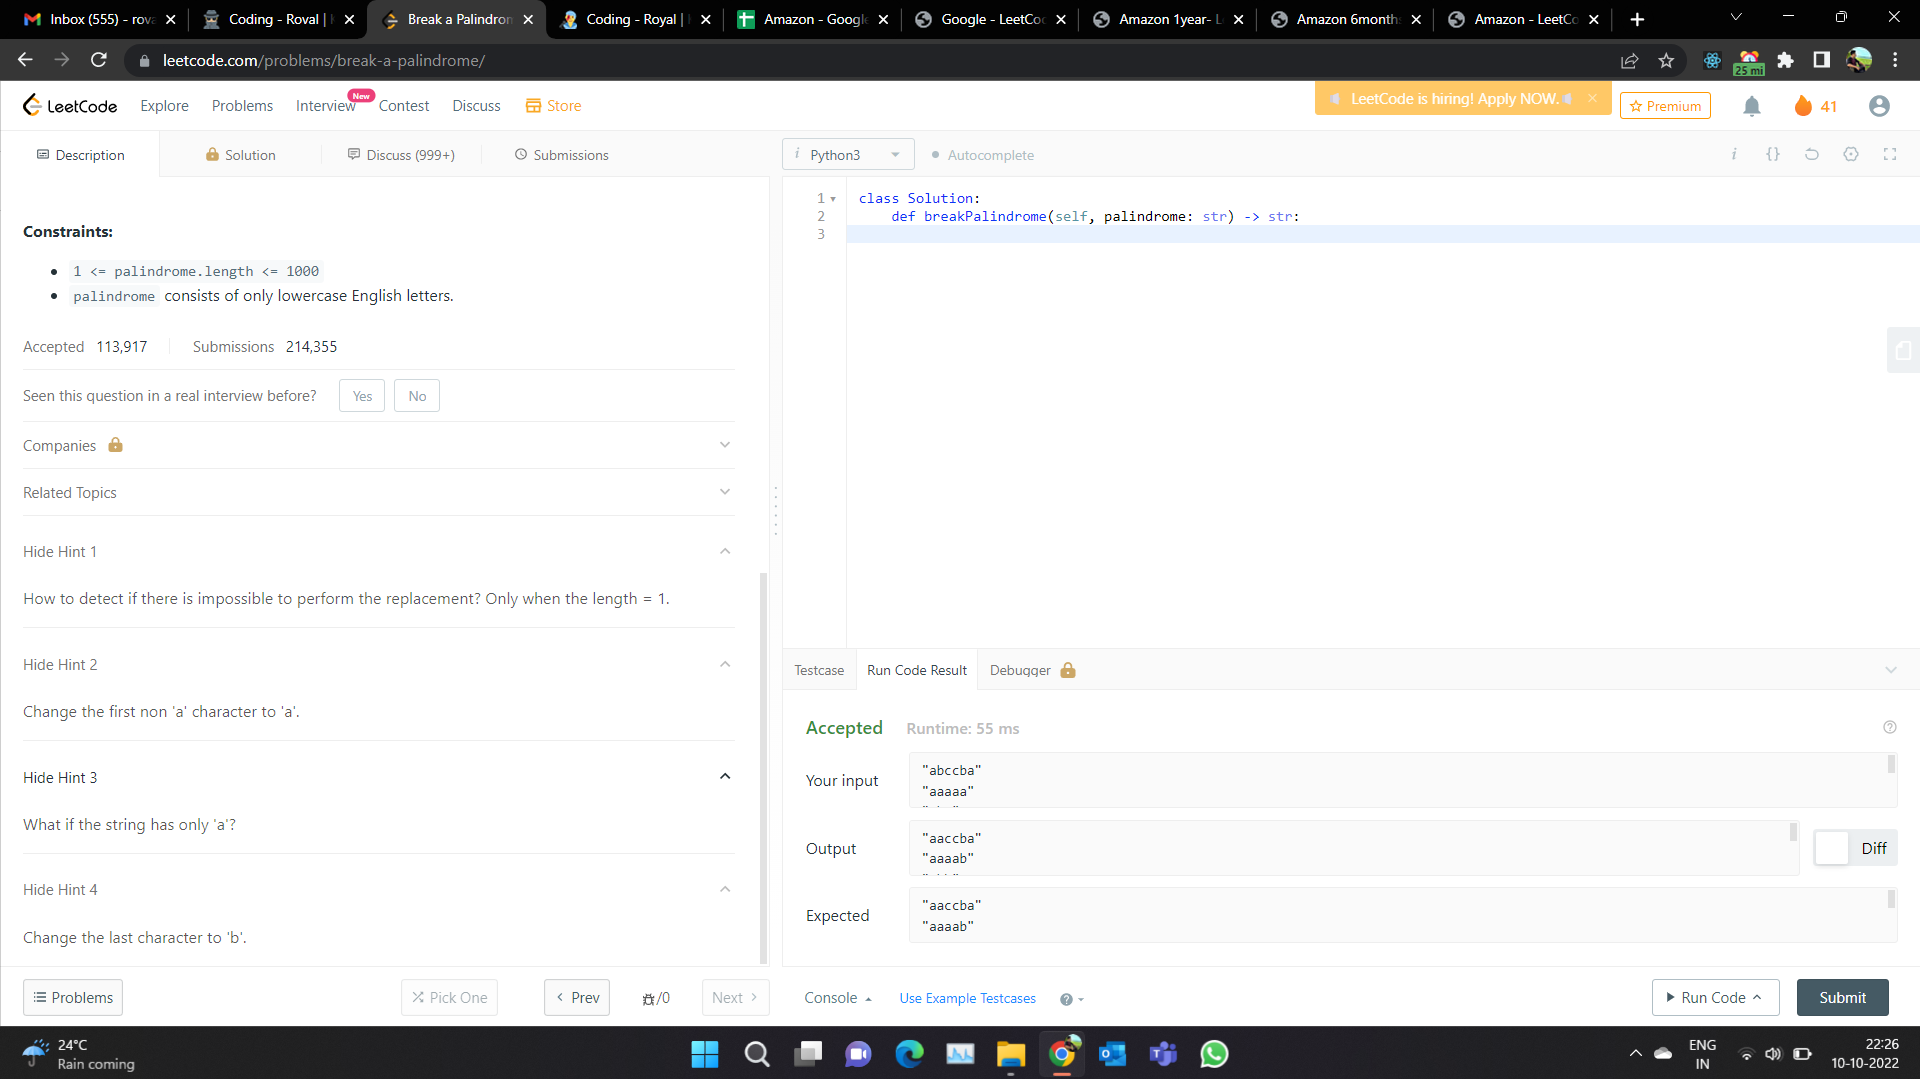 Inbox (555) - rova
Coding - Roval |
Break a Palindrom
Coding - Royal |
Amazon - Google
Google - LeetCo
Amazon 1year- L
Amazon 6month
Amazon - LeetCo
leetcode.com/problems/break-a-palindrome/
25 mi
LeetCode
Explore
Problems
Interview
New
Contest
Discuss
Store
LeetCode is hiring! Apply NOW.
Premium
41
Description
Solution
Discuss (999+)
Submissions
i Python3
Autocomplete
i
{}
Constraints:
1 <= palindrome.length <= 1000
palindrome consists of only lowercase English letters.
Accepted 113,917
Submissions 214,355
Seen this question in a real interview before?
Yes
No
Companies
Related Topics
Hide Hint 1
How to detect if there is impossible to perform the replacement? Only when the length = 1.
Hide Hint 2
Change the first non 'a' character to 'a'.
Hide Hint 3
What if the string has only 'a'?
Hide Hint 4
Change the last character to 'b'.
1 class Solution:
2 def breakPalindrome(self, palindrome: str) -> str:
3
Testcase
Run Code Result
Debugger
Accepted
Runtime: 55 ms
Your input
"abccba"
"aaaaa"
Output
"aaccba"
"aaaab"
Diff
Expected
"aaccba"
"aaaab"
Problems
Pick One
Prev
/0
Next
Console
Use Example Testcases
Run Code
Submit
24°C
Rain coming
ENG
IN
22:26
10-10-2022